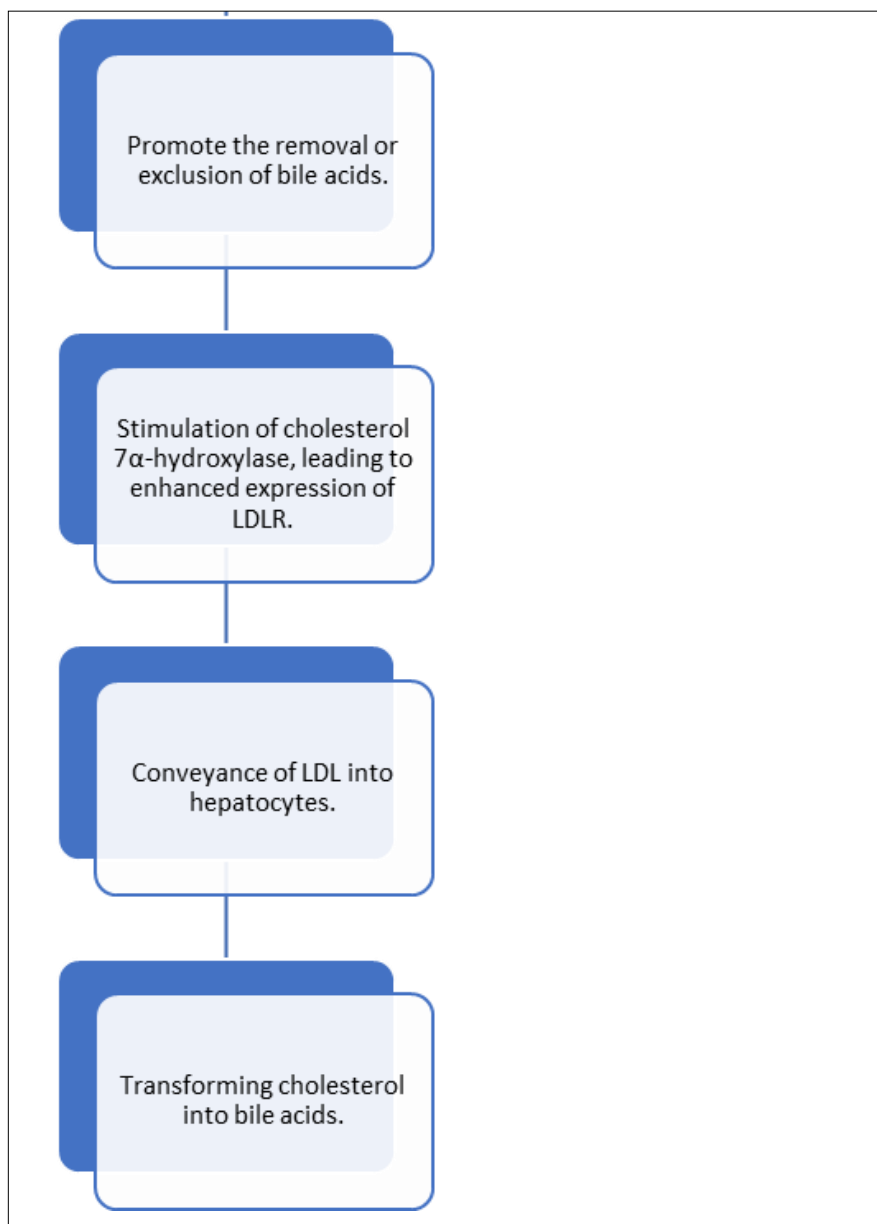 Promote the removal or
exclusion of bile acids.
Stimulation of cholesterol
7α-hydroxylase, leading to
enhanced expression of
LDLR.
Conveyance of LDL into
hepatocytes.
Transforming cholesterol
into bile acids.